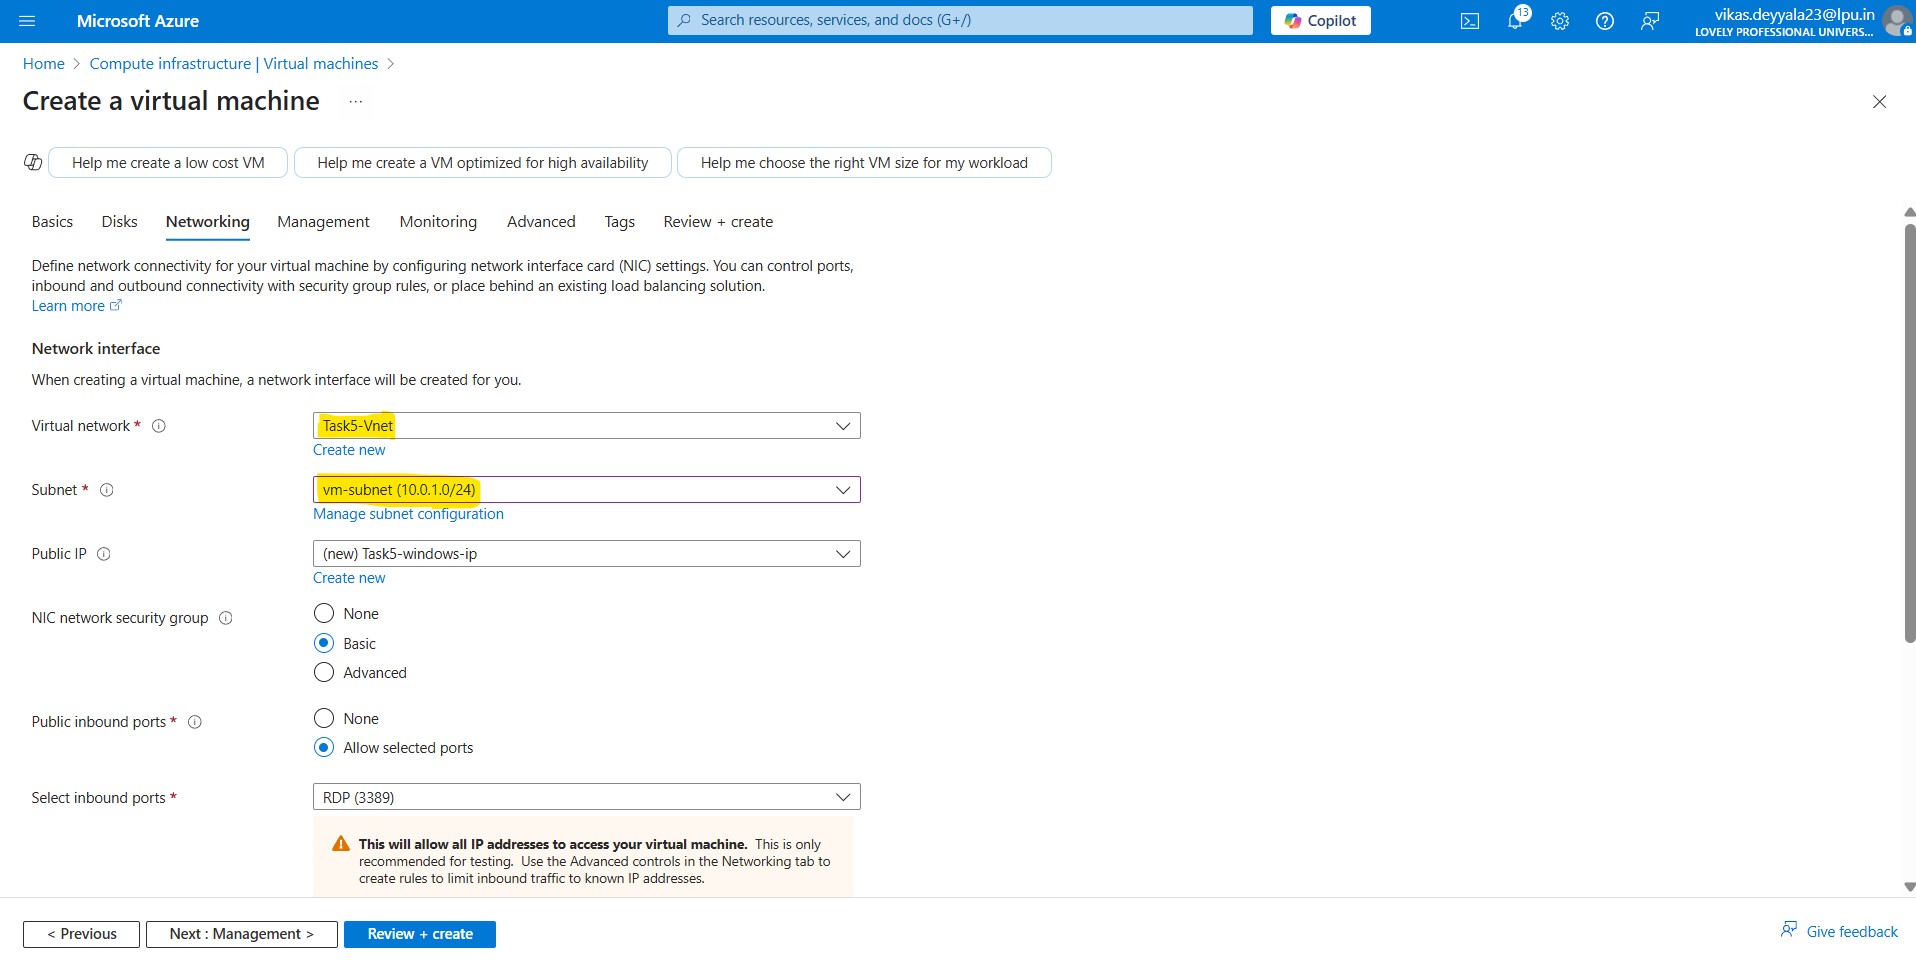 Microsoft Azure
Search resources, services, and docs (G+/)
Copilot
13
vikas.deyyala23@lpu.in
LOVELY PROFESSIONAL UNIVERS...
Home > Compute infrastructure | Virtual machines >
Create a virtual machine ...
Help me create a low cost VM
Help me create a VM optimized for high availability
Help me choose the right VM size for my workload
Basics Disks Networking Management Monitoring Advanced Tags Review + create
Define network connectivity for your virtual machine by configuring network interface card (NIC) settings. You can control ports,
inbound and outbound connectivity with security group rules, or place behind an existing load balancing solution.
Learn more
Network interface
When creating a virtual machine, a network interface will be created for you.
Virtual network *
Task5-Vnet
Create new
Subnet *
vm-subnet (10.0.1.0/24)
Manage subnet configuration
Public IP
(new) Task5-windows-ip
Create new
NIC network security group
None
Basic
Advanced
Public inbound ports *
None
Allow selected ports
Select inbound ports *
RDP (3389)
This will allow all IP addresses to access your virtual machine. This is only
recommended for testing. Use the Advanced controls in the Networking tab to
create rules to limit inbound traffic to known IP addresses.
< Previous
Next : Management >
Review + create
Give feedback